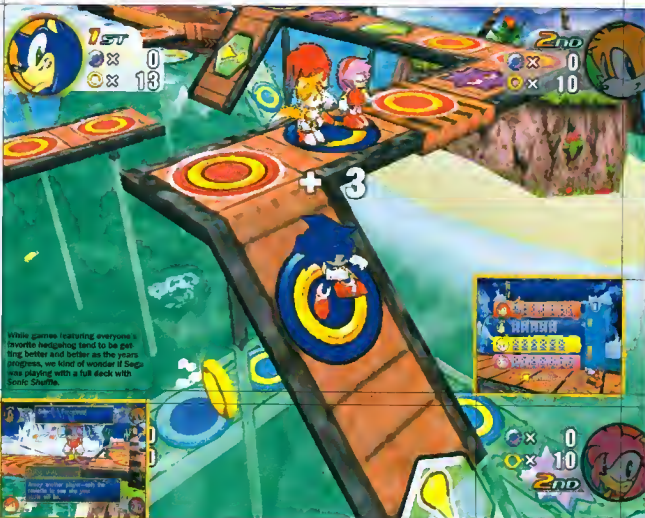 1ST
× 0
× 13
2ND
× 0
× 10
+ 3
While games featuring everyone's
favorite hedgehog tend to be get-
ting better and better as the years
progress, we kind of wonder if Sega
was playing with a full deck with
Sonic Shuffle.
0
0
× 0
× 10
2ND